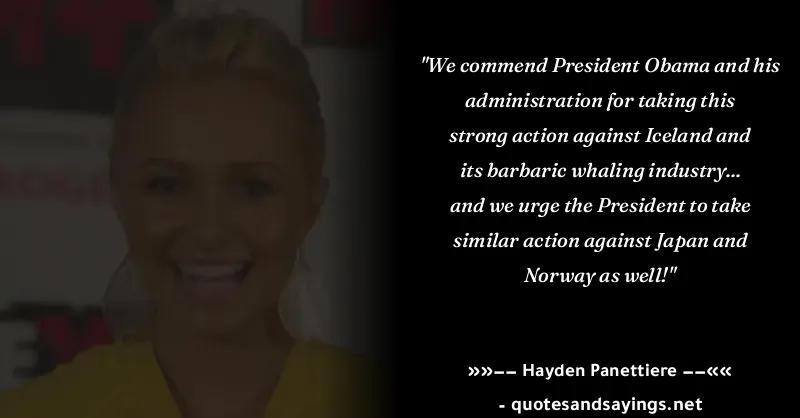 "We commend President Obama and his
administration for taking this
strong action against Iceland and
its barbaric whaling industry...
and we urge the President to take
similar action against Japan and
Norway as well!"
»»−− Hayden Panettiere −−««
- quotesandsayings.net